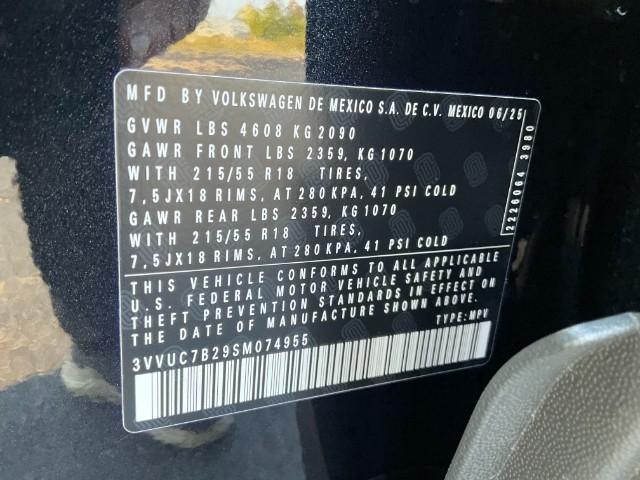 MFD BY VOLKSWAGEN DE MEXICO S.A. DE C.V. MEXICO 06/25
GVWR LBS 4608 KG 2090
GAWR FRONT LBS 2359, KG 1070
WITH 215/55 R18 TIRES,
7,5JX18 RIMS, AT 280 KPA, 41 PSI COLD
GAWR REAR LBS 2359, KG 1070
WITH 215/55 R18 TIRES,
7,5JX18 RIMS, AT 280 KPA, 41 PSI COLD
2226064 3980
THIS VEHICLE CONFORMS TO ALL APPLICABLE
U.S. FEDERAL MOTOR VEHICLE SAFETY AND
THEFT PREVENTION STANDARDS IN EFFECT ON
THE DATE OF MANUFACTURE SHOWN ABOVE.
3VVUC7B29SM074955 TYPE: MPV